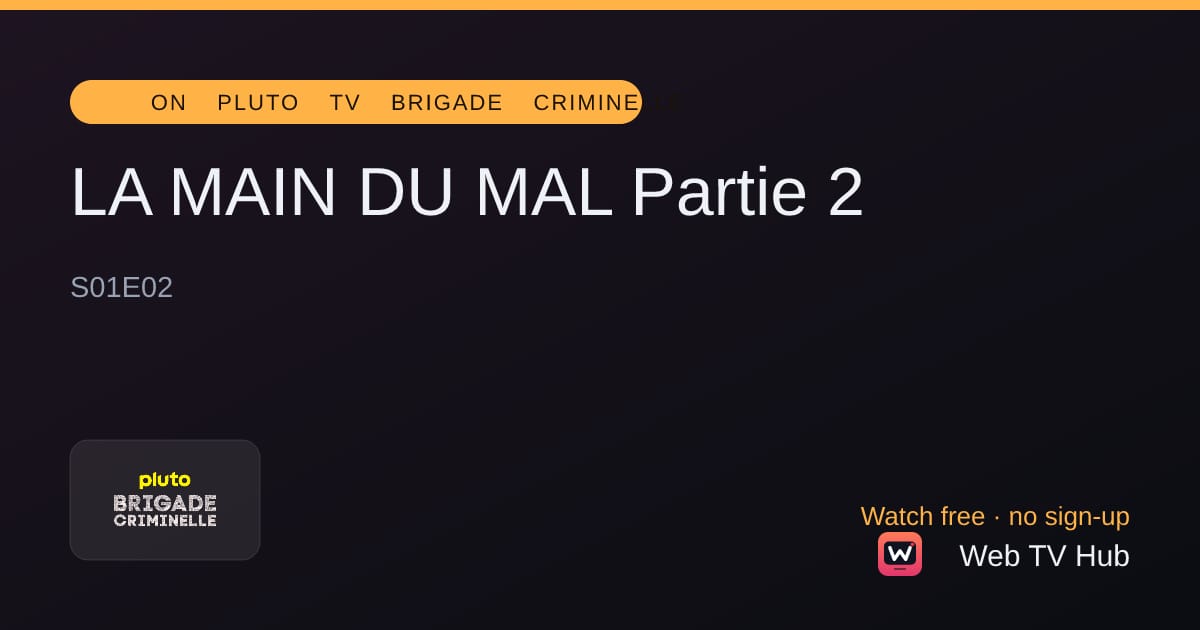 ON PLUTO TV BRIGADE CRIMINE
LA MAIN DU MAL Partie 2
S01E02
pluto
BRIGADE
CRIMINELLE
Watch free · no sign-up
W
Web TV Hub